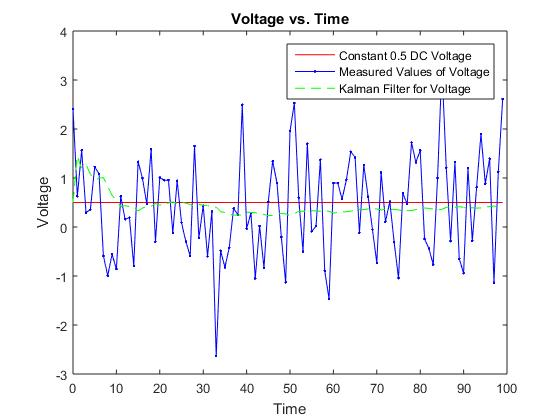 Voltage vs. Time
4
3
2
1
0
-1
-2
-3
Voltage
Constant 0.5 DC Voltage
Measured Values of Voltage
Kalman Filter for Voltage
0 10 20 30 40 50 60 70 80 90 100
Time